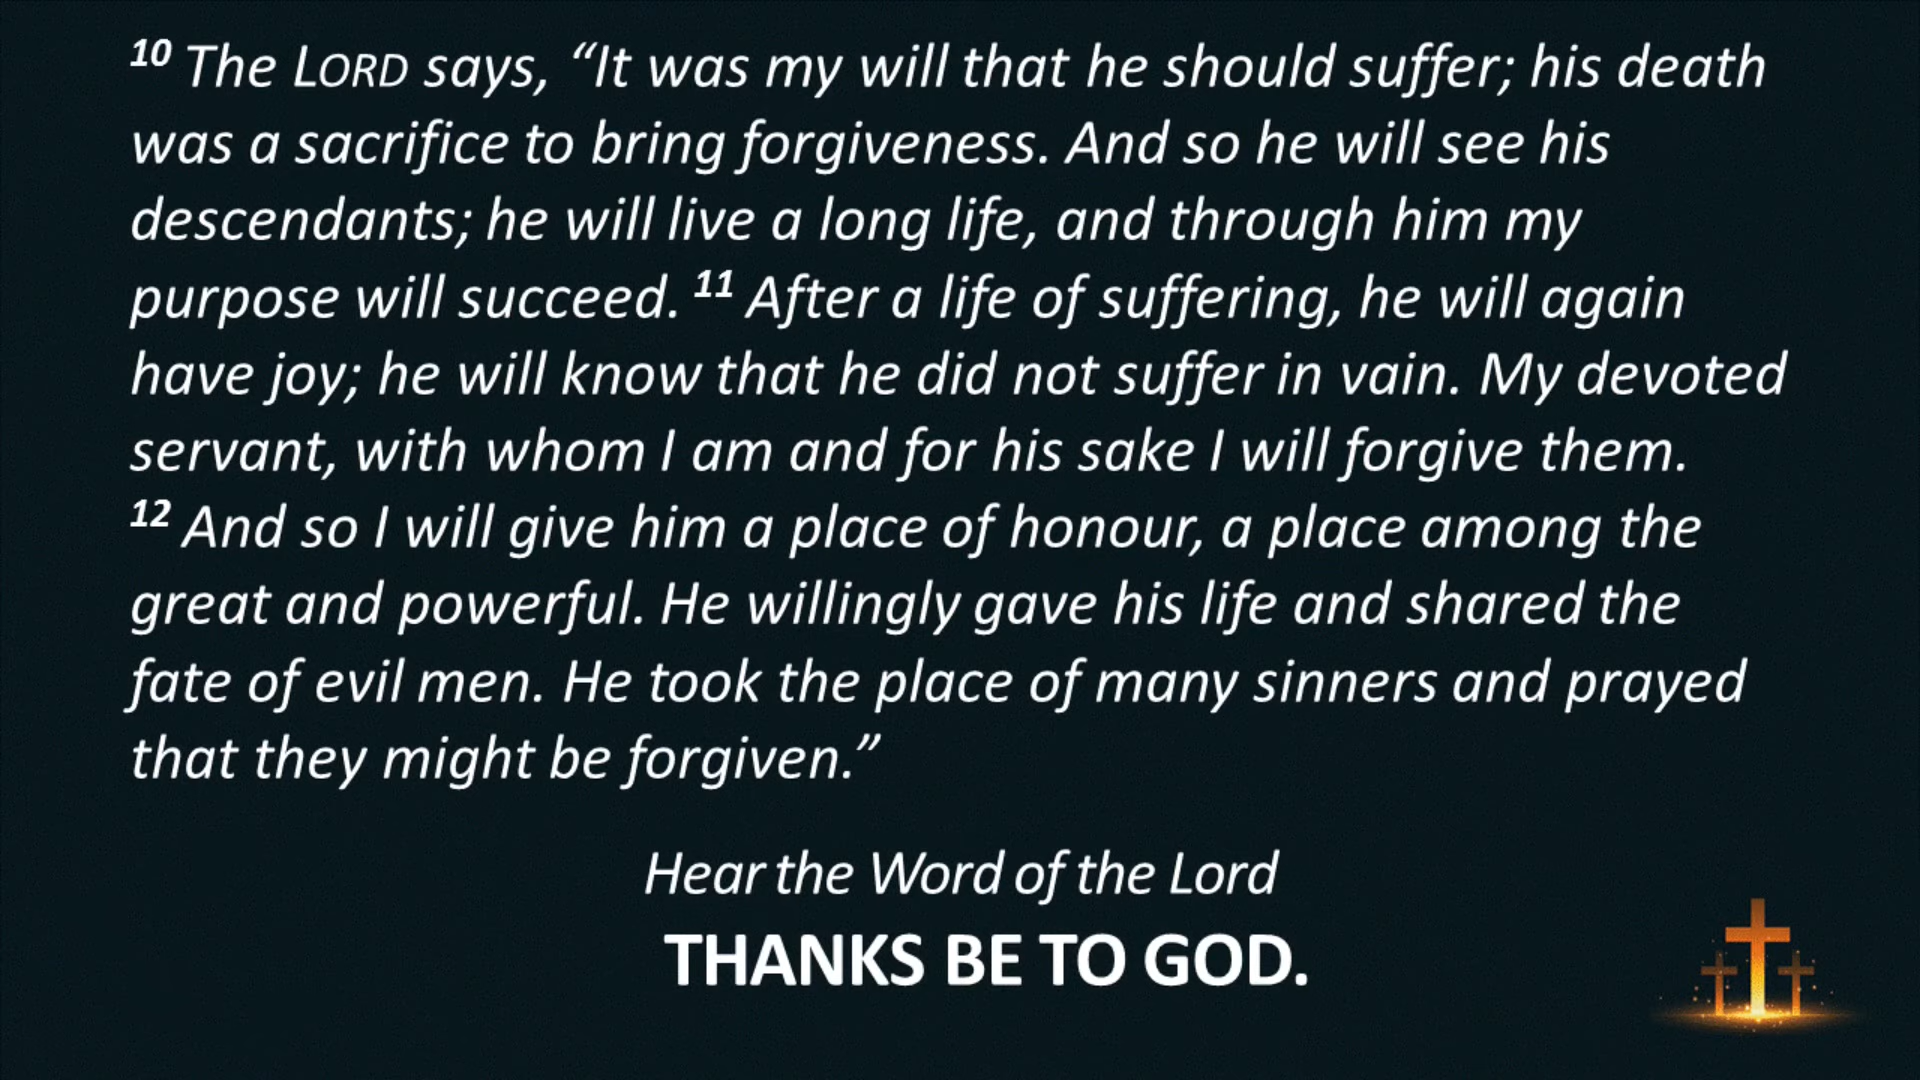 10 The LORD says, “It was my will that he should suffer; his death
was a sacrifice to bring forgiveness. And so he will see his
descendants; he will live a long life, and through him my
purpose will succeed. 11 After a life of suffering, he will again
have joy; he will know that he did not suffer in vain. My devoted
servant, with whom I am and for his sake I will forgive them.
12 And so I will give him a place of honour, a place among the
great and powerful. He willingly gave his life and shared the
fate of evil men. He took the place of many sinners and prayed
that they might be forgiven.”
Hear the Word of the Lord
THANKS BE TO GOD.